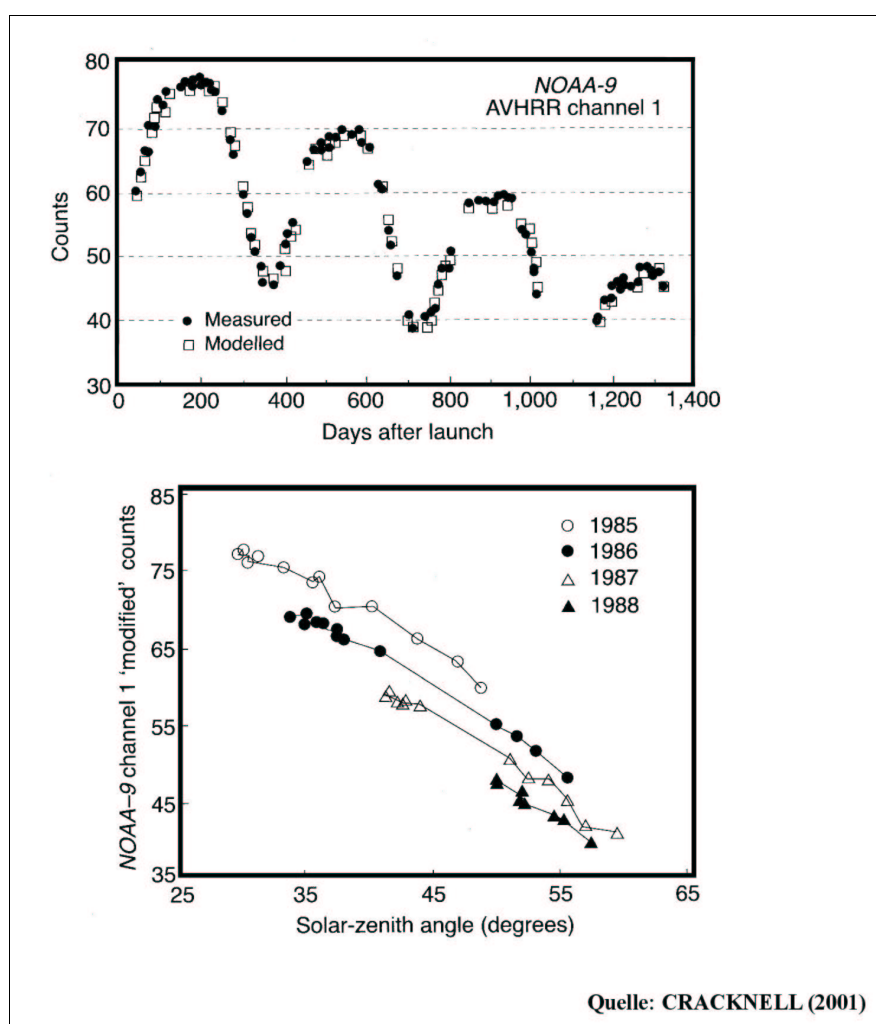 NOAA-9
AVHRR channel 1
Counts
80
70
60
50
40
30
● Measured
□ Modelled
0 200 400 600 800 1,000 1,200 1,400
Days after launch
NOAA–9 channel 1 'modified' counts
85
75
65
55
45
35
○ 1985
● 1986
△ 1987
▲ 1988
25 35 45 55 65
Solar-zenith angle (degrees)
Quelle: CRACKNELL (2001)